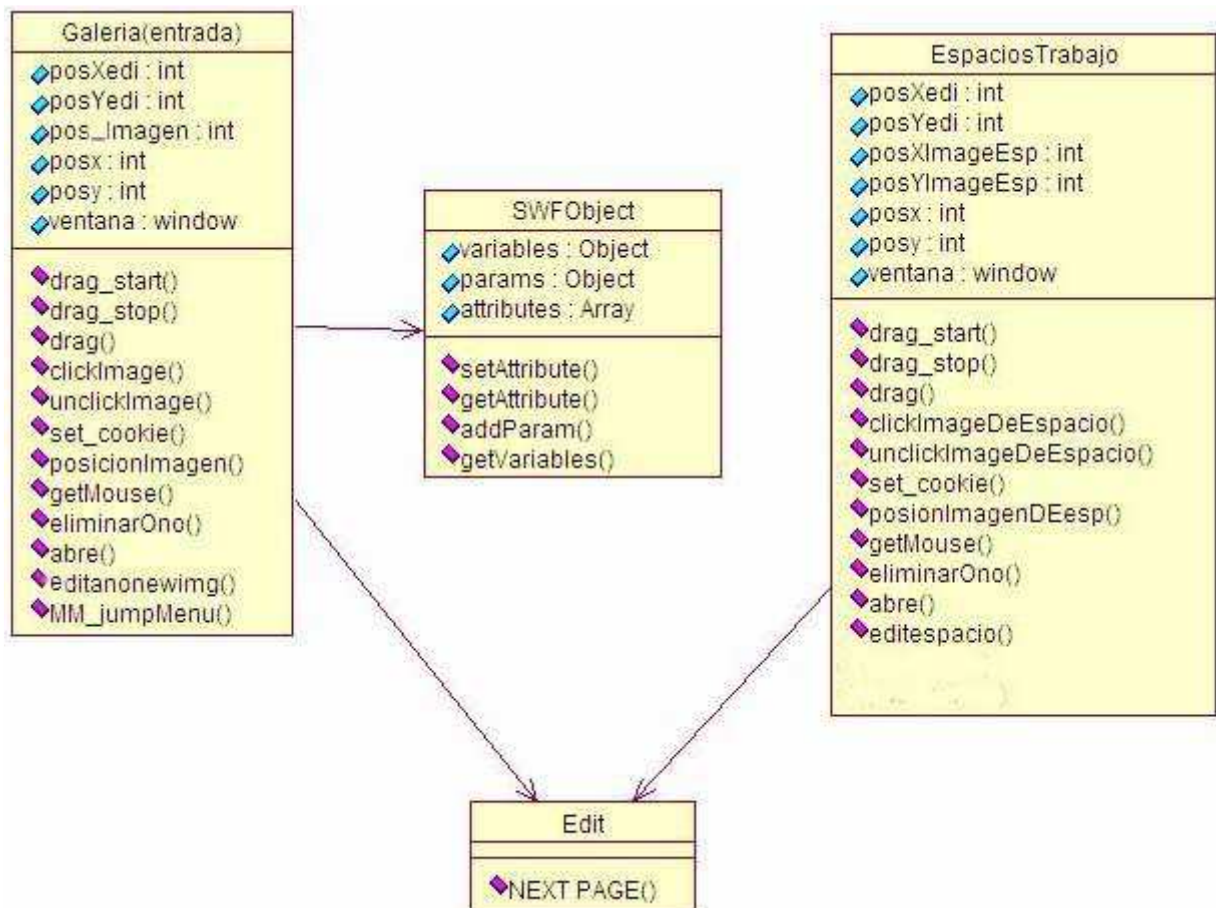 Galeria(entrada)
posXedi : int
posYedi : int
pos_Imagen : int
posx : int
posy : int
ventana : window
drag_start()
drag_stop()
drag()
clickImage()
unclickImage()
set_cookie()
posicionImagen()
getMouse()
eliminarOno()
abre()
editanonewimg()
MM_jumpMenu()
SWFObject
variables : Object
params : Object
attributes : Array
setAttribute()
getAttribute()
addParam()
getVariables()
EspaciosTrabajo
posXedi : int
posYedi : int
posXImageEsp : int
posYImageEsp : int
posx : int
posy : int
ventana : window
drag_start()
drag_stop()
drag()
clickImageDeEspacio()
unclickImageDeEspacio()
set_cookie()
posionImagenDEesp()
getMouse()
eliminarOno()
abre()
editespacio()
Edit
NEXT PAGE()